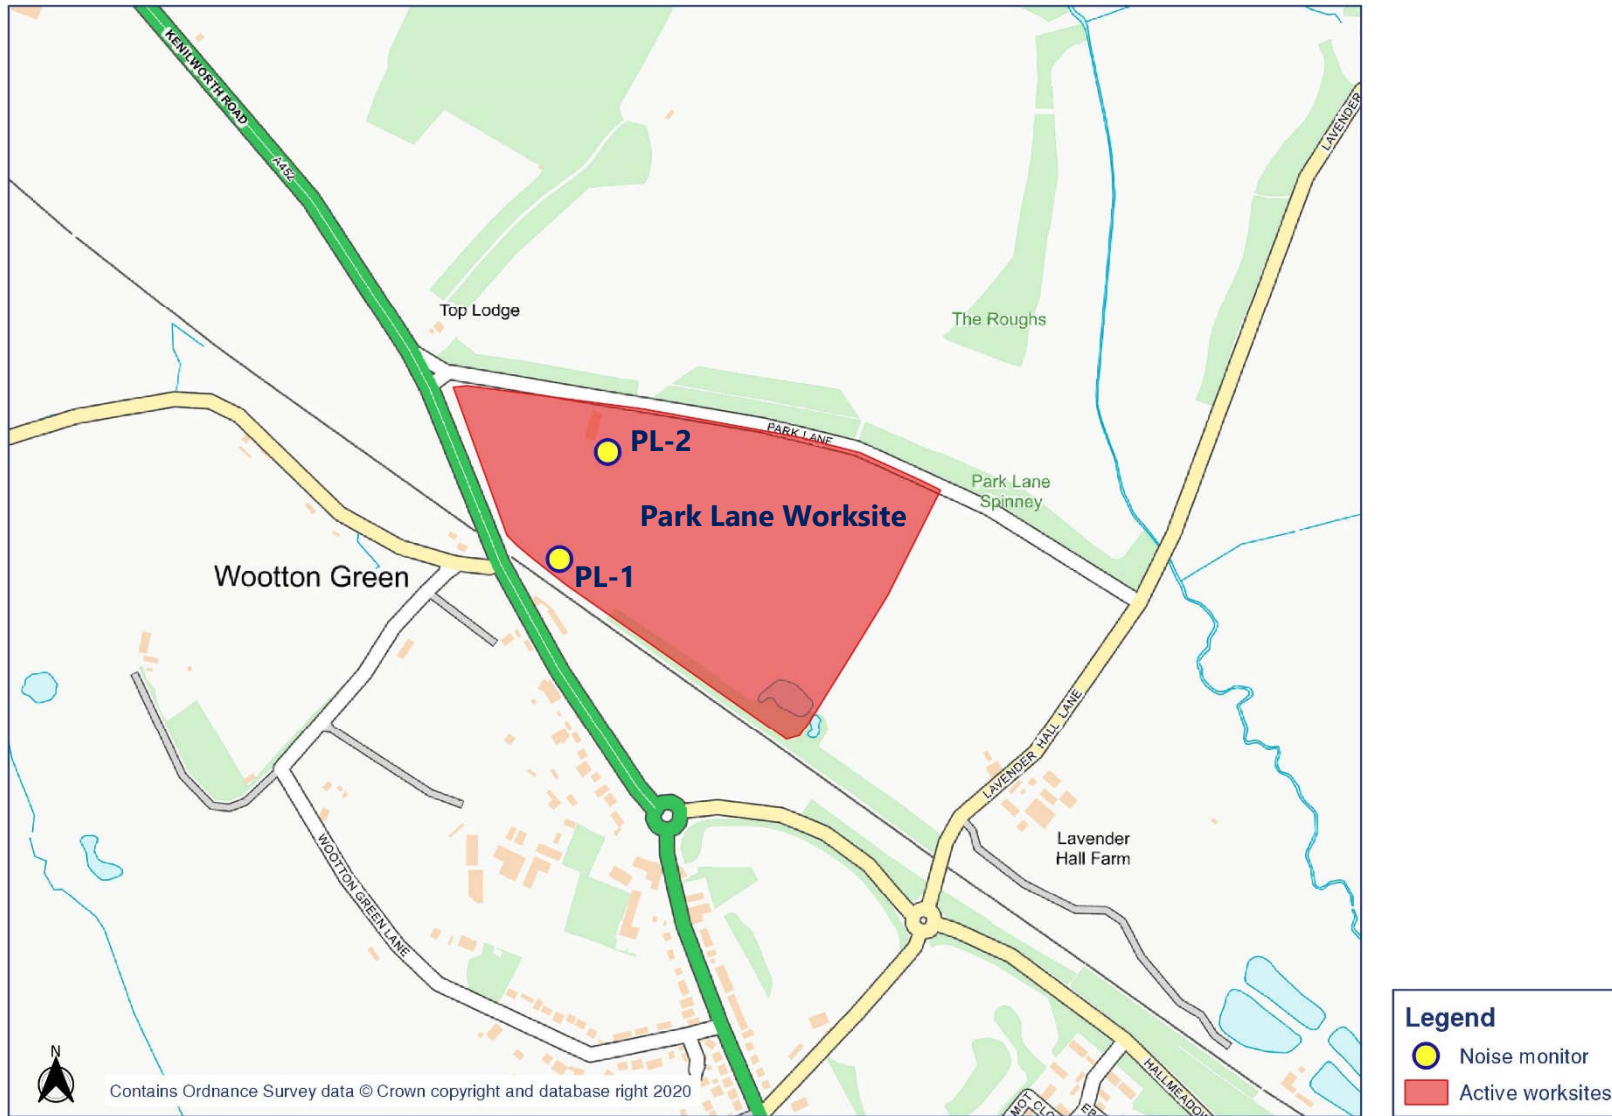 KENILWORTH ROAD
A452
LAVENDER
Top Lodge
The Roughs
PARK LANE
PL-2
Park Lane
Spinney
Park Lane Worksite
PL-1
Wootton Green
LAVENDER HALL LANE
Lavender
Hall Farm
WOOTTON GREEN LANE
HALLMEADOW
MOT
CLO
N
Contains Ordnance Survey data © Crown copyright and database right 2020
Legend
Noise monitor
Active worksites